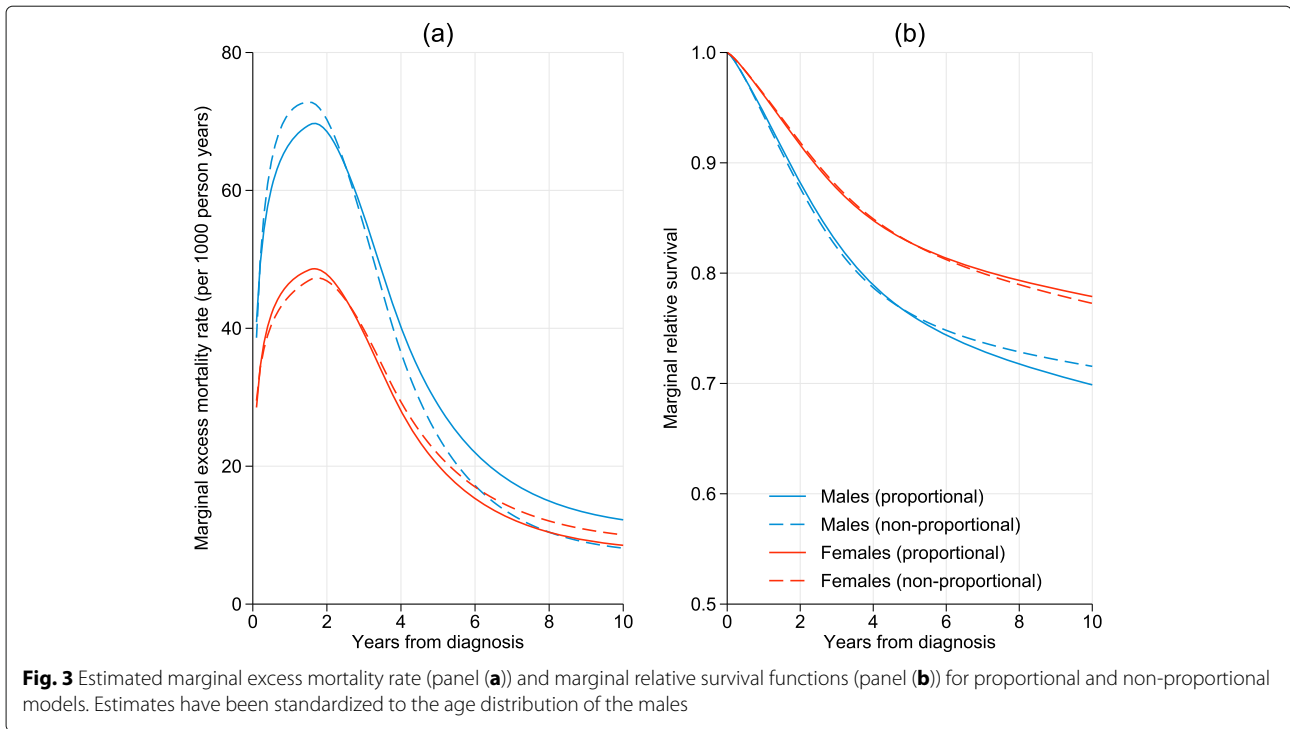 (a)
80
60
40
20
0
0 2 4 6 8 10
Marginal excess mortality rate (per 1000 person years)
Years from diagnosis
(b)
1.0
0.9
0.8
0.7
0.6
0.5
0 2 4 6 8 10
Marginal relative survival
Years from diagnosis
Males (proportional)
Males (non-proportional)
Females (proportional)
Females (non-proportional)
Fig. 3 Estimated marginal excess mortality rate (panel (a)) and marginal relative survival functions (panel (b)) for proportional and non-proportional
models. Estimates have been standardized to the age distribution of the males